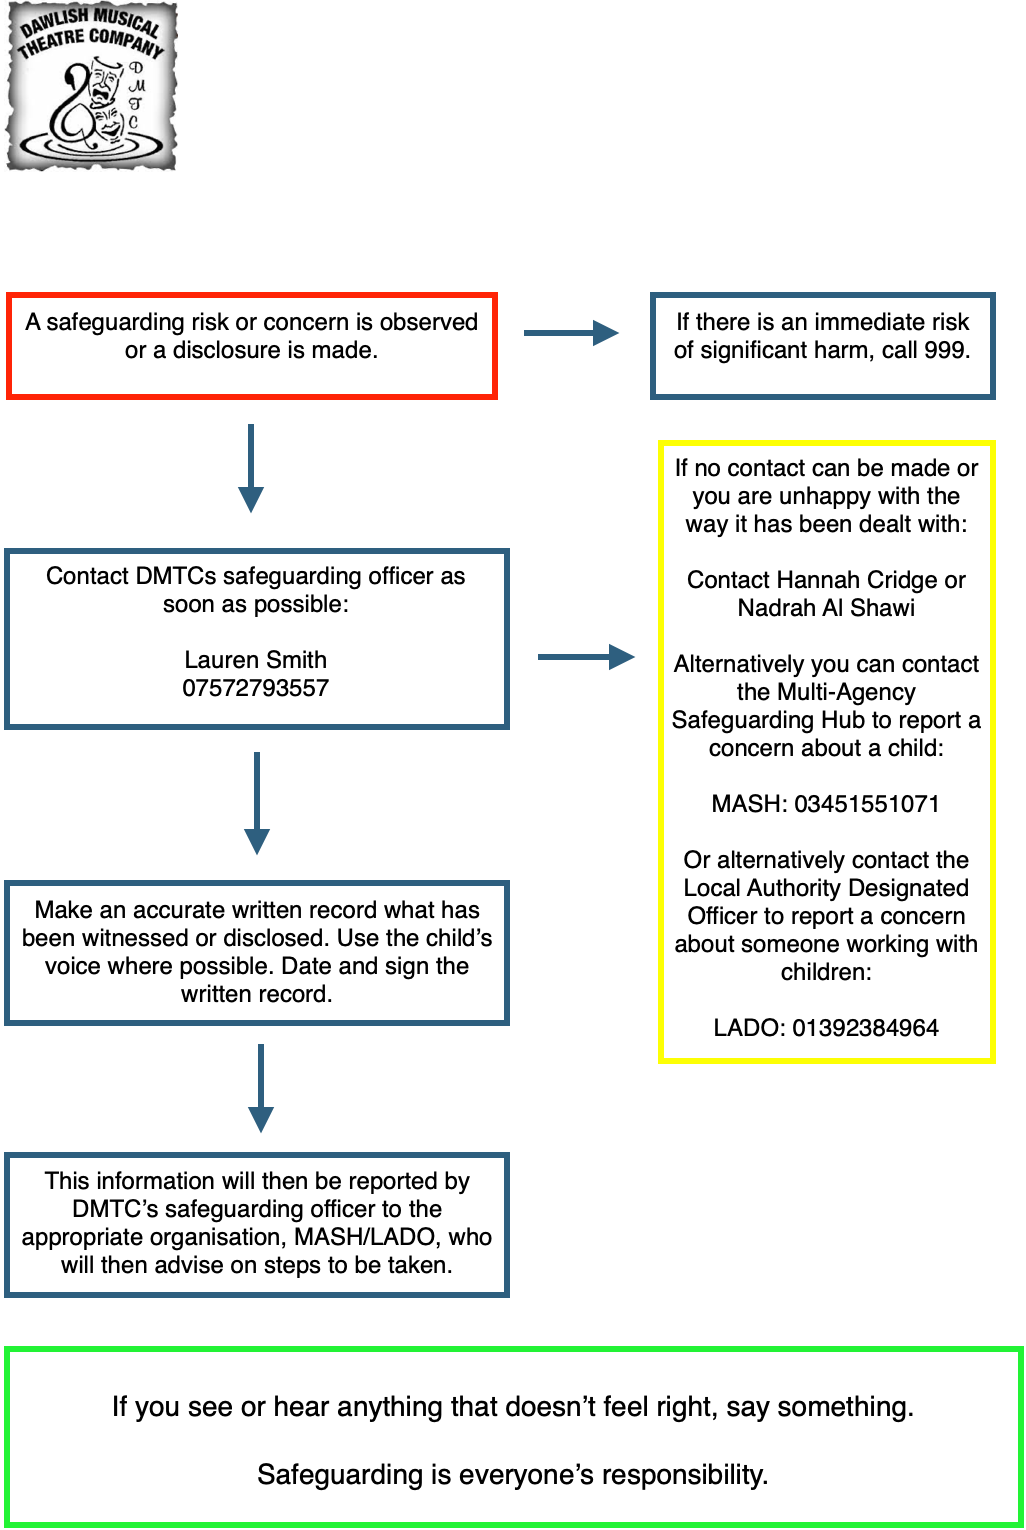 DAWLISH MUSICAL
THEATRE COMPANY
D
M
T
C
A safeguarding risk or concern is observed
or a disclosure is made.
If there is an immediate risk
of significant harm, call 999.
Contact DMTCs safeguarding officer as
soon as possible:
Lauren Smith
07572793557
If no contact can be made or
you are unhappy with the
way it has been dealt with:
Contact Hannah Cridge or
Nadrah Al Shawi
Alternatively you can contact
the Multi-Agency
Safeguarding Hub to report a
concern about a child:
MASH: 03451551071
Or alternatively contact the
Local Authority Designated
Officer to report a concern
about someone working with
children:
LADO: 01392384964
Make an accurate written record what has
been witnessed or disclosed. Use the child’s
voice where possible. Date and sign the
written record.
This information will then be reported by
DMTC’s safeguarding officer to the
appropriate organisation, MASH/LADO, who
will then advise on steps to be taken.
If you see or hear anything that doesn’t feel right, say something.
Safeguarding is everyone’s responsibility.